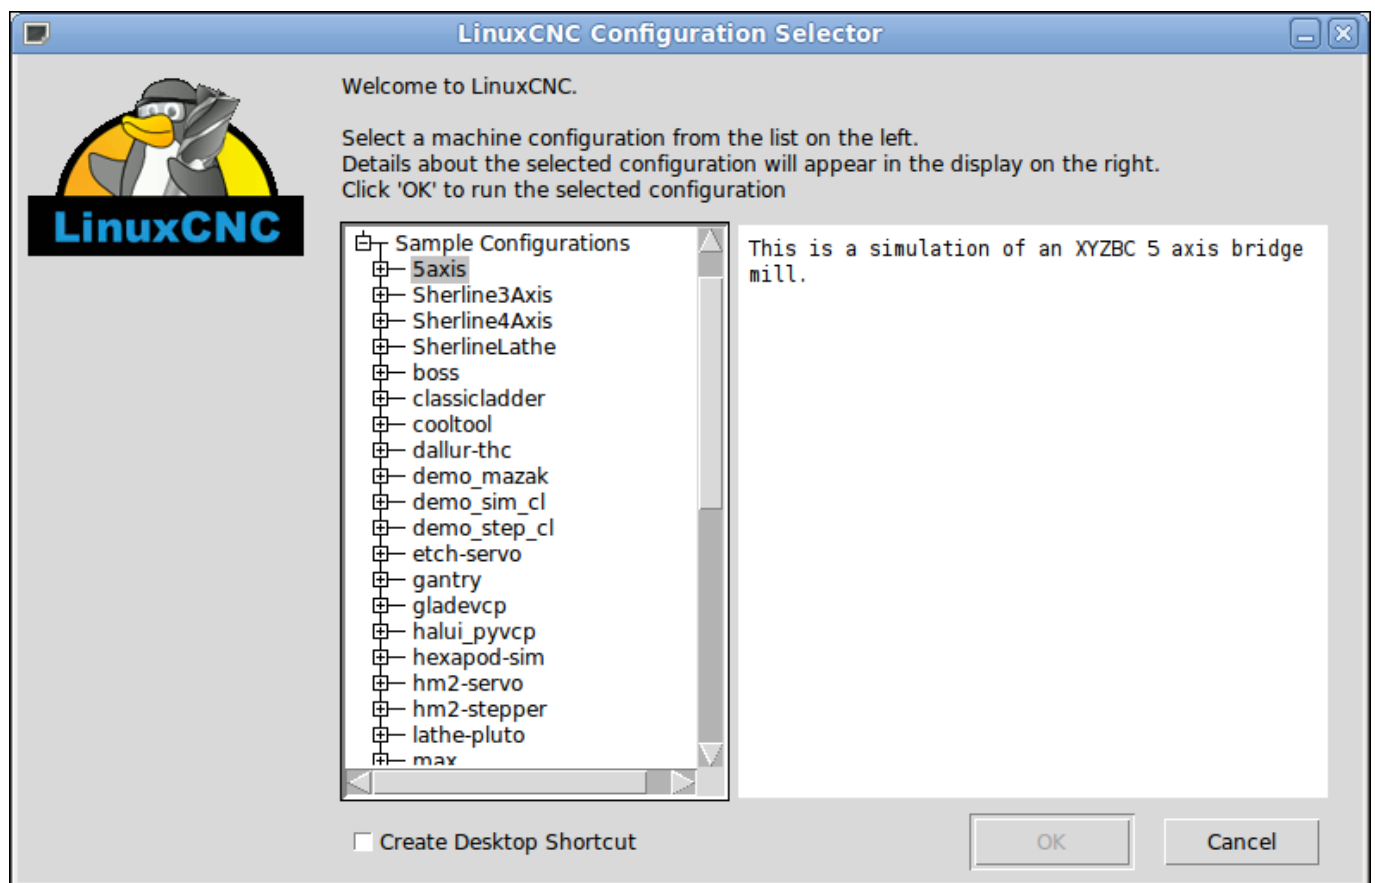 LinuxCNC Configuration Selector
LinuxCNC
Welcome to LinuxCNC.
Select a machine configuration from the list on the left.
Details about the selected configuration will appear in the display on the right.
Click 'OK' to run the selected configuration
Sample Configurations
5axis
Sherline3Axis
Sherline4Axis
SherlineLathe
boss
classicladder
cooltool
dallur-thc
demo_mazak
demo_sim_cl
demo_step_cl
etch-servo
gantry
gladevcp
halui_pyvcp
hexapod-sim
hm2-servo
hm2-stepper
lathe-pluto
max
This is a simulation of an XYZBC 5 axis bridge
mill.
Create Desktop Shortcut
OK
Cancel